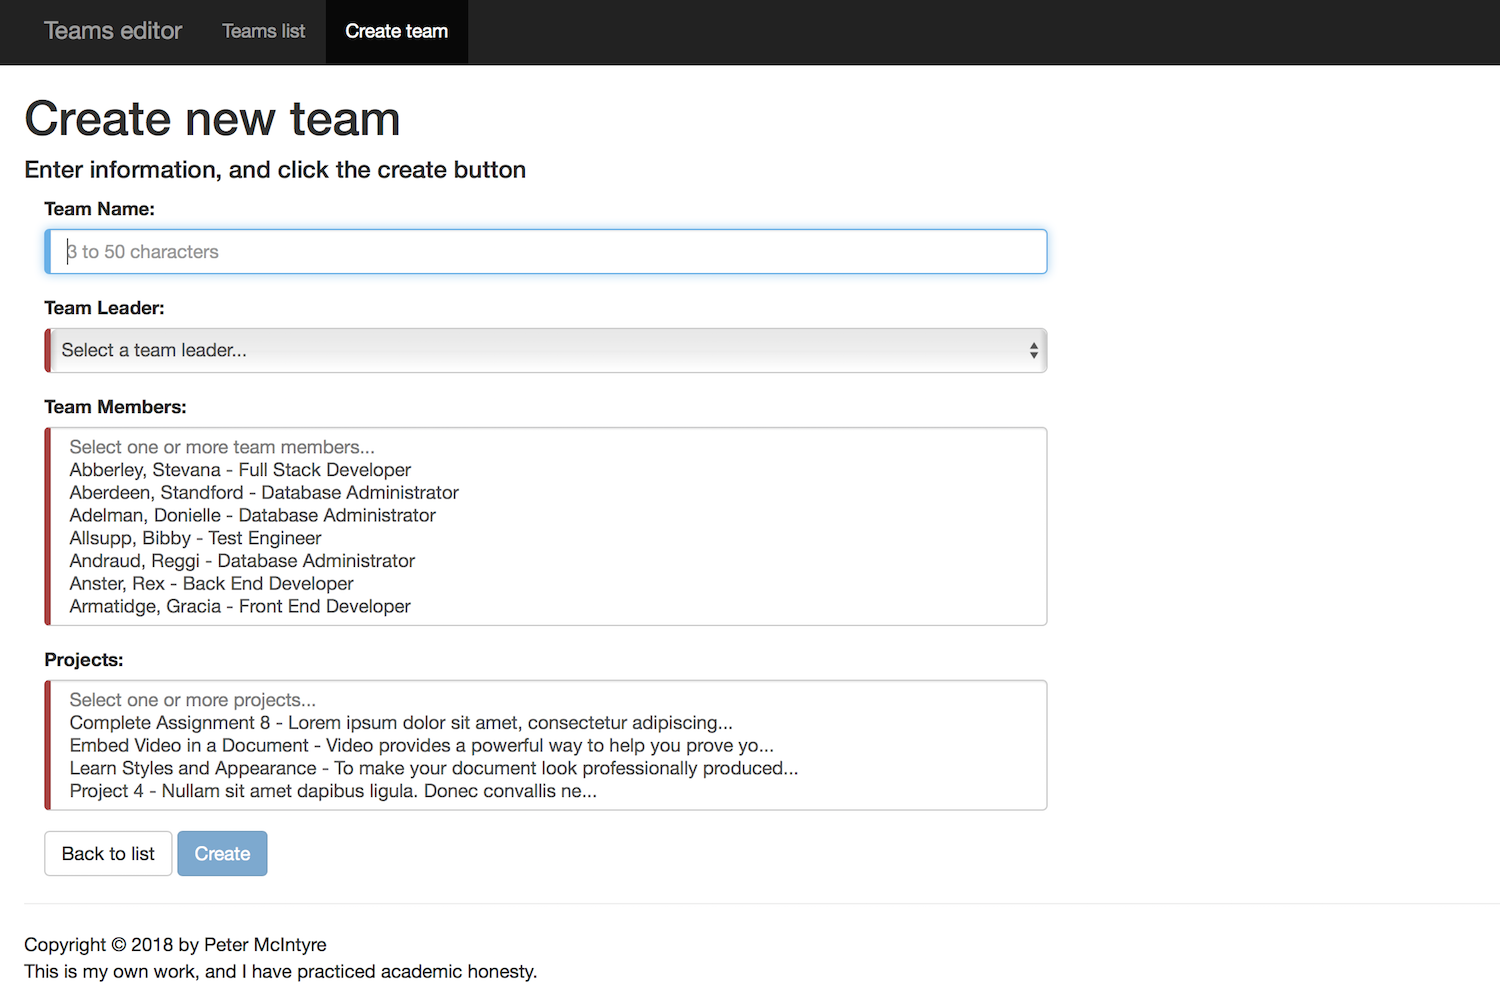 Teams editor Teams list Create team
Create new team
Enter information, and click the create button
Team Name:
3 to 50 characters
Team Leader:
Select a team leader...
Team Members:
Select one or more team members...
Abberley, Stevana - Full Stack Developer
Aberdeen, Standford - Database Administrator
Adelman, Donielle - Database Administrator
Allsupp, Bibby - Test Engineer
Andraud, Reggi - Database Administrator
Anster, Rex - Back End Developer
Armatidge, Gracia - Front End Developer
Projects:
Select one or more projects...
Complete Assignment 8 - Lorem ipsum dolor sit amet, consectetur adipiscing...
Embed Video in a Document - Video provides a powerful way to help you prove yo...
Learn Styles and Appearance - To make your document look professionally produced...
Project 4 - Nullam sit amet dapibus ligula. Donec convallis ne...
Back to list Create
Copyright © 2018 by Peter McIntyre
This is my own work, and I have practiced academic honesty.